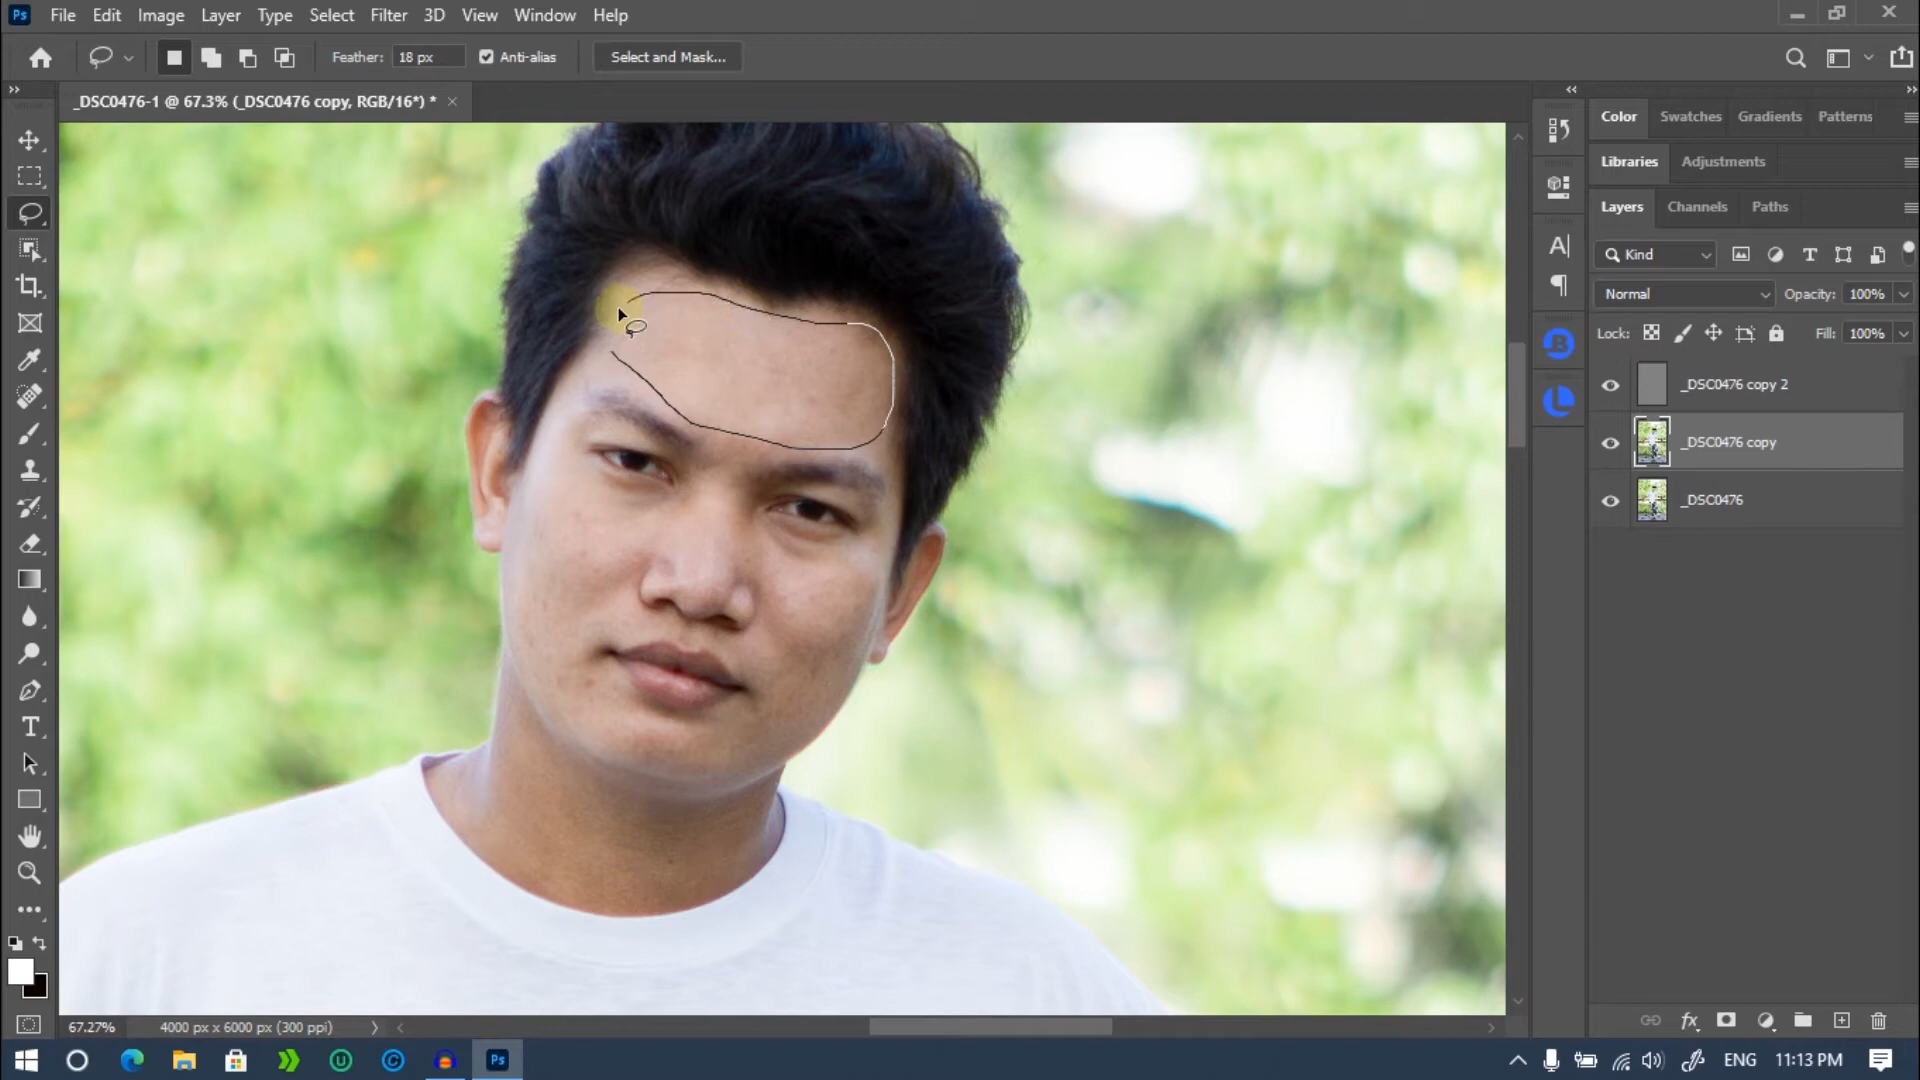 Ps File Edit Image Layer Type Select Filter 3D View Window Help
Feather: 18 px Anti-alias Select and Mask...
_DSC0476-1 @ 67.3% (_DSC0476 copy, RGB/16*) *
Color Swatches Gradients Patterns
Libraries Adjustments
Layers Channels Paths
Kind
Normal Opacity: 100%
Lock: Fill: 100%
_DSC0476 copy 2
_DSC0476 copy
_DSC0476
67.27% 4000 px x 6000 px (300 ppi)
Ps ENG 11:13 PM